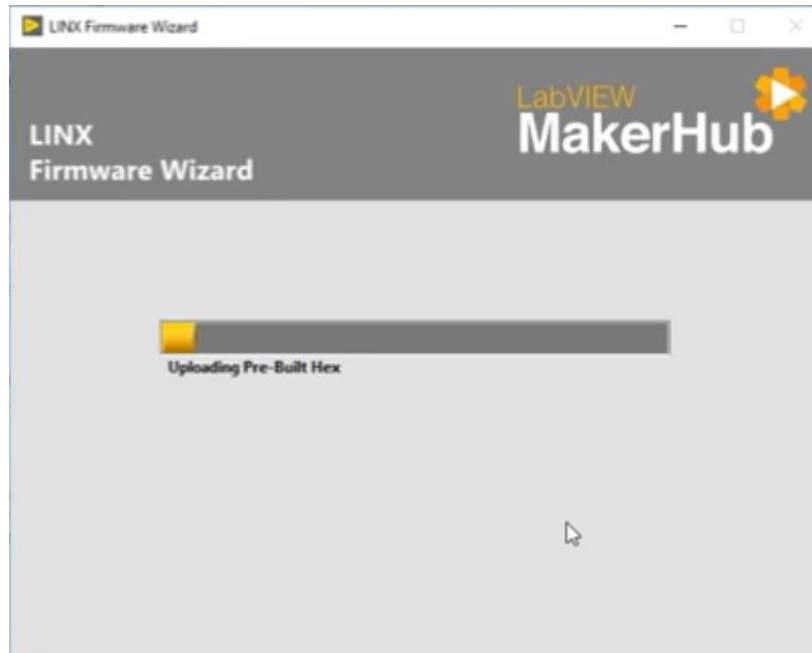 LINX Firmware Wizard
LabVIEW
MakerHub
LINX
Firmware Wizard
Uploading Pre-Built Hex